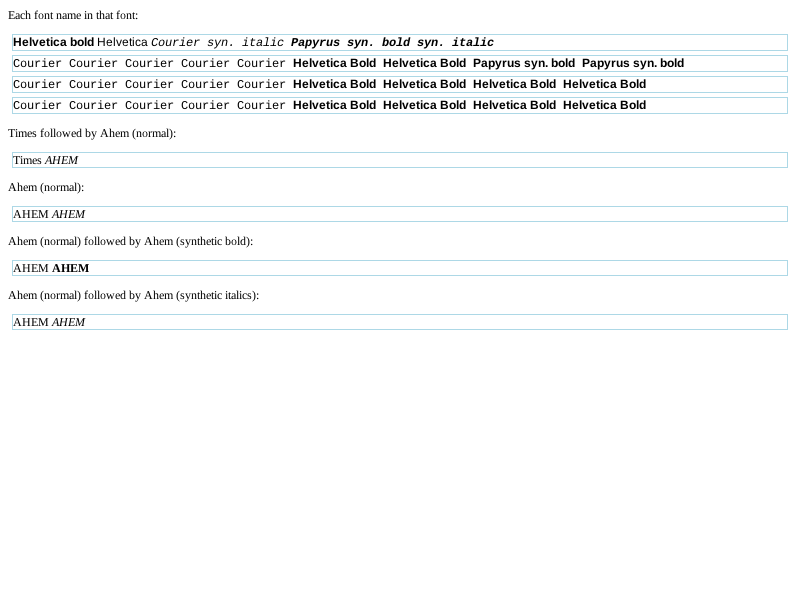 Each font name in that font:
Helvetica bold Helvetica Courier syn. italic Papyrus syn. bold syn. italic
Courier Courier Courier Courier Courier Helvetica Bold Helvetica Bold Papyrus syn. bold Papyrus syn. bold
Courier Courier Courier Courier Courier Helvetica Bold Helvetica Bold Helvetica Bold Helvetica Bold
Courier Courier Courier Courier Courier Helvetica Bold Helvetica Bold Helvetica Bold Helvetica Bold
Times followed by Ahem (normal):
Times AHEM
Ahem (normal):
AHEM AHEM
Ahem (normal) followed by Ahem (synthetic bold):
AHEM AHEM
Ahem (normal) followed by Ahem (synthetic italics):
AHEM AHEM